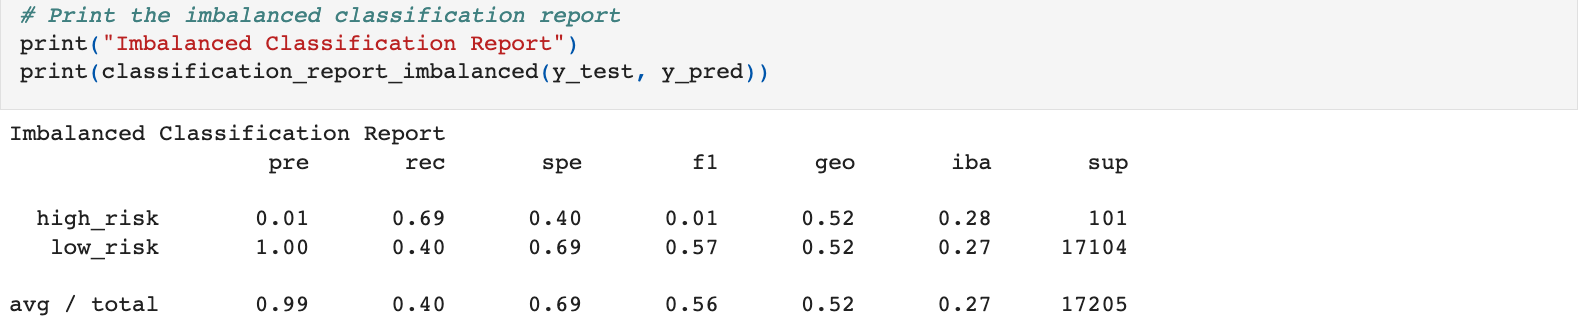 # Print the imbalanced classification report
print("Imbalanced Classification Report")
print(classification_report_imbalanced(y_test, y_pred))
Imbalanced Classification Report
pre rec spe f1 geo iba sup
high_risk 0.01 0.69 0.40 0.01 0.52 0.28 101
low_risk 1.00 0.40 0.69 0.57 0.52 0.27 17104
avg / total 0.99 0.40 0.69 0.56 0.52 0.27 17205